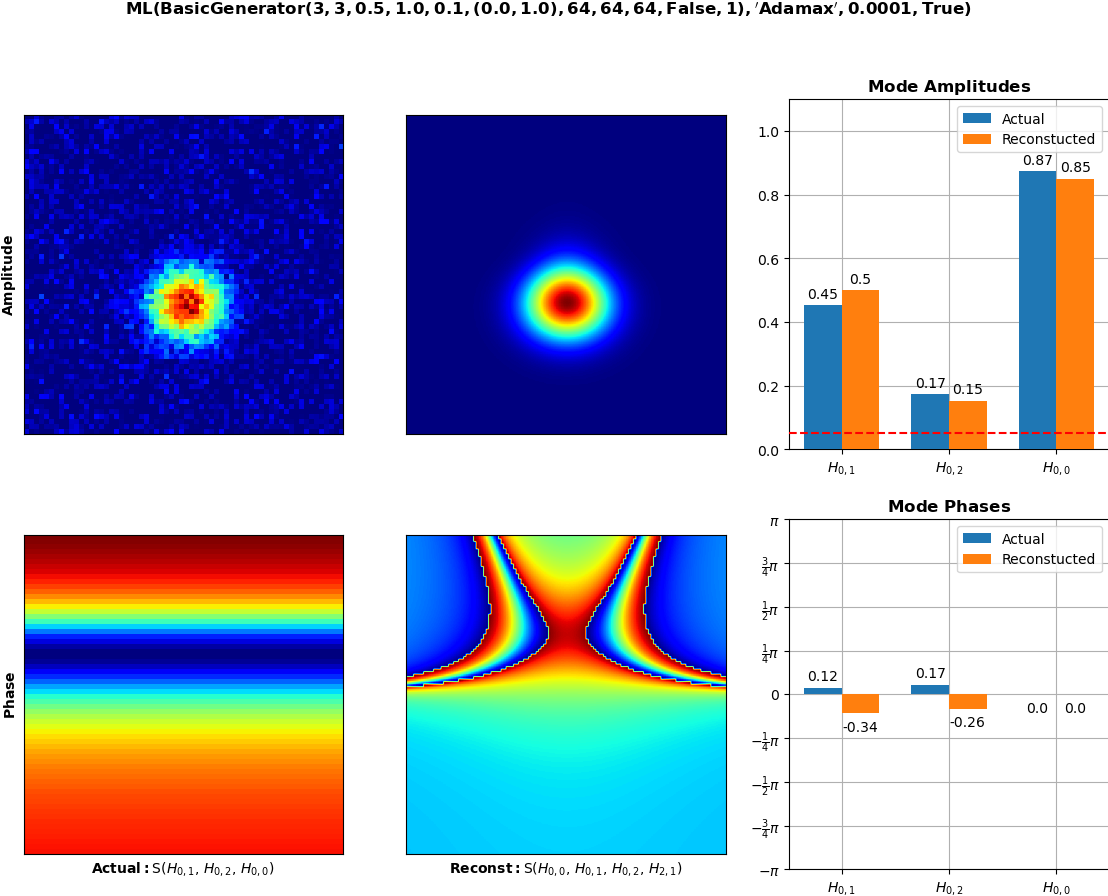 ML(BasicGenerator(3, 3, 0.5, 1.0, 0.1, (0.0, 1.0), 64, 64, 64, False, 1), ′Adamax′, 0.0001, True)
Amplitude
Mode Amplitudes
Actual
Reconstucted
1.0
0.8
0.6
0.4
0.2
0.0
0.45
0.5
0.17
0.15
0.87
0.85
H0,1
H0,2
H0,0
Phase
Actual: S(H0,1, H0,2, H0,0)
Reconst: S(H0,0, H0,1, H0,2, H2,1)
Mode Phases
Actual
Reconstucted
π
3/4π
1/2π
1/4π
0
−1/4π
−1/2π
−3/4π
−π
0.12
-0.34
0.17
-0.26
0.0
0.0
H0,1
H0,2
H0,0